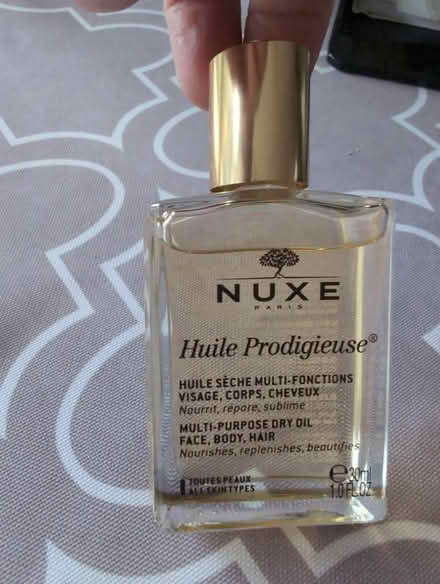 NUXE
PARIS
Huile Prodigieuse®
HUILE SÈCHE MULTI-FONCTIONS
VISAGE, CORPS, CHEVEUX
Nourrit, répare, sublime
MULTI-PURPOSE DRY OIL
FACE, BODY, HAIR
Nourishes, replenishes, beautifies
TOUTES PEAUX
ALL SKIN TYPES
℮30ml
1.0 FL.OZ.